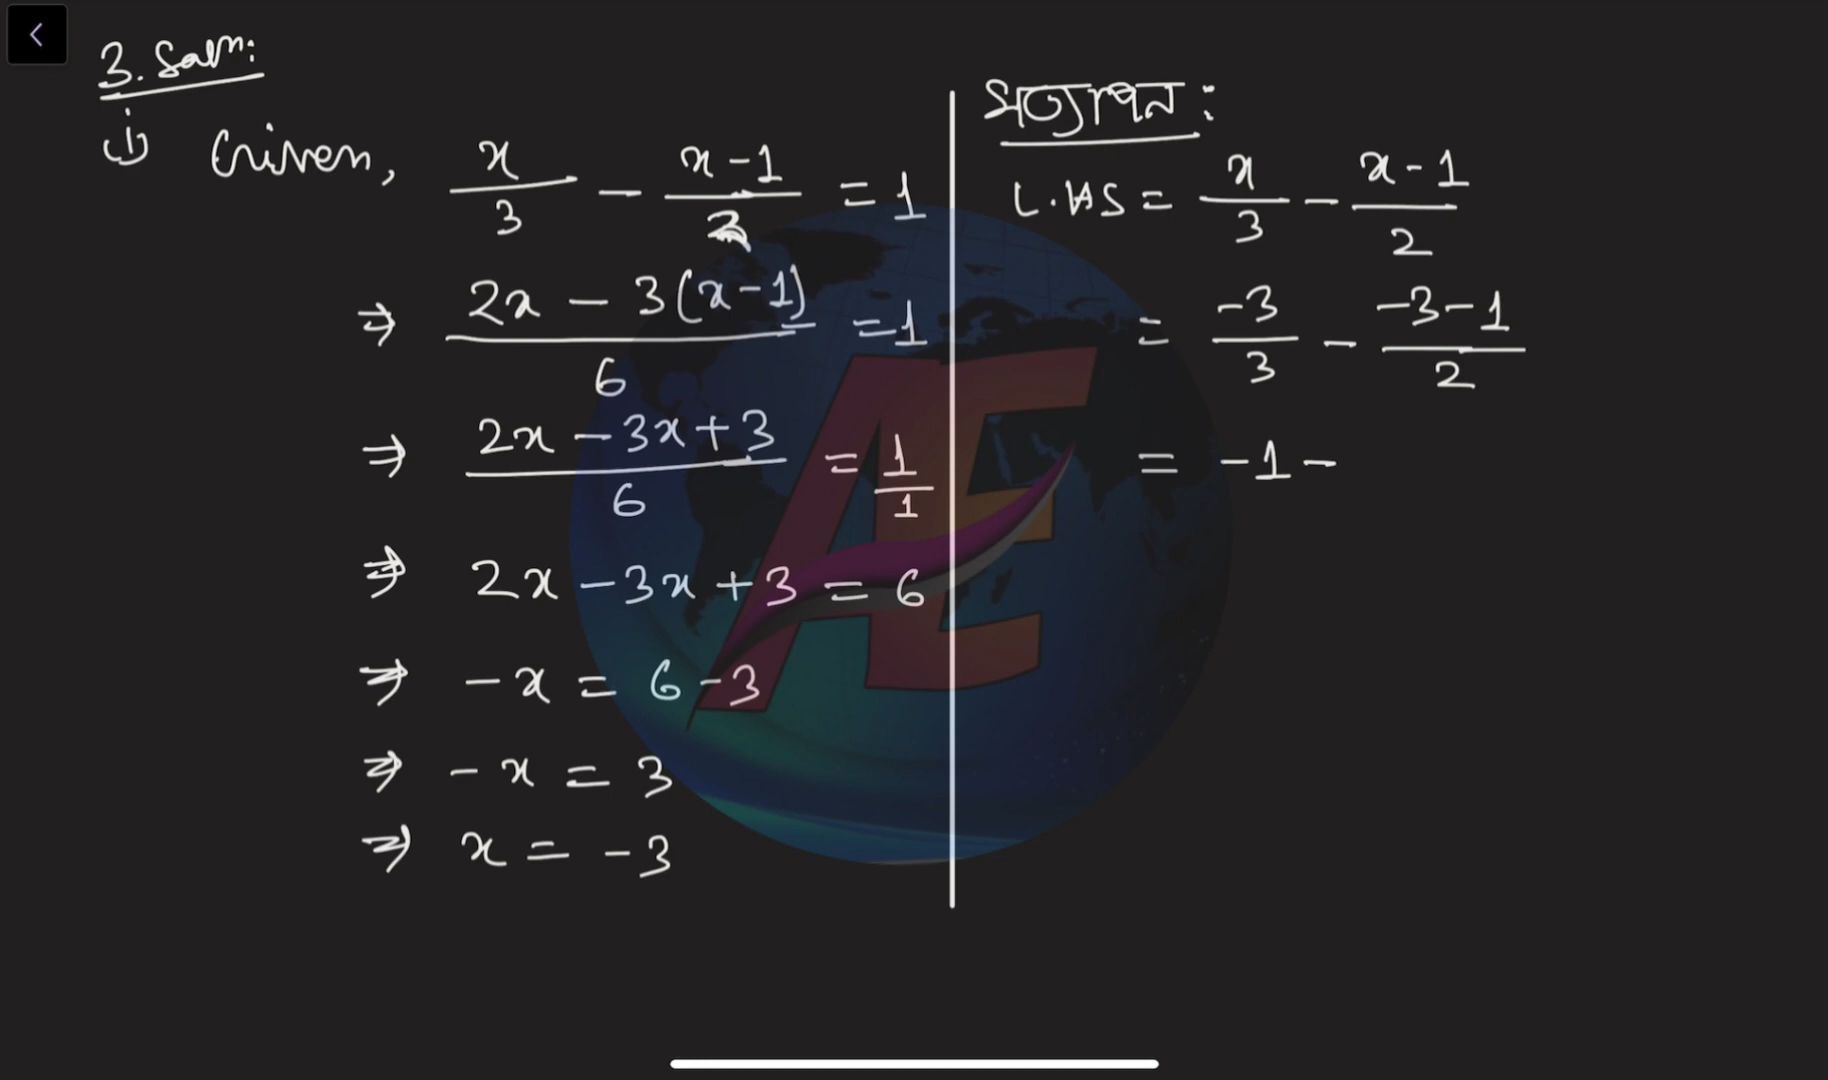 3. Soln:
(i) Given, x/3 - (x-1)/2 = 1
⇒ (2x - 3(x-1))/6 = 1
⇒ (2x - 3x + 3)/6 = 1/1
⇒ 2x - 3x + 3 = 6
⇒ -x = 6 - 3
⇒ -x = 3
⇒ x = -3
সত্যাপন:
L.H.S = x/3 - (x-1)/2
= -3/3 - (-3-1)/2
= -1 -
Æ